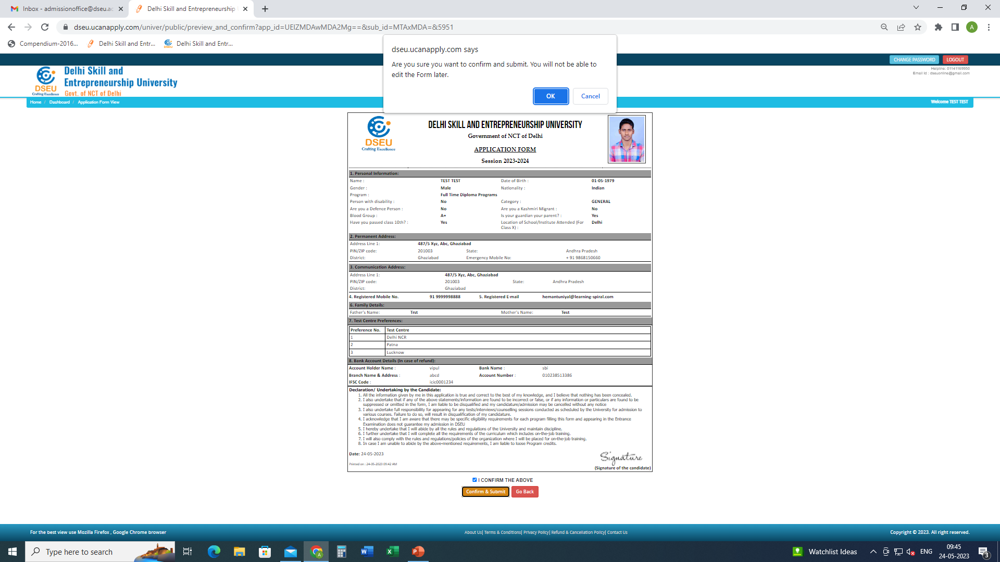 Inbox - admissionoffice@dseu.ac
Delhi Skill and Entrepreneurship
dseu.ucanapply.com/univer/public/preview_and_confirm?app_id=UElZMDAwMDA2Mg==&sub_id=MTAxMDA=&5951
A
Compendium-2016...
Delhi Skill and Entr...
Delhi Skill and Entr...
dseu.ucanapply.com says
Are you sure you want to confirm and submit. You will not be able to
edit the Form later.
OK
Cancel
CHANGE PASSWORD
LOGOUT
Helpline: 01141169950
Email Id : dseuonline@gmail.com
DSEU
Crafting Excellence
Delhi Skill and
Entrepreneurship University
Govt. of NCT of Delhi
Home / Dashboard / Application Form View
Welcome TEST TEST
DSEU
Crafting Excellence
DELHI SKILL AND ENTREPRENEURSHIP UNIVERSITY
Government of NCT of Delhi
APPLICATION FORM
Session 2023-2024
1. Personal Information:
Name : TEST TEST Date of Birth : 01-05-1979
Gender : Male Nationality : Indian
Program : Full Time Diploma Programs
Person with disability : No Category : GENERAL
Are you a Defence Person : No Are you a Kashmiri Migrant : No
Blood Group : A+ Is your guardian your parent? : Yes
Have you passed class 10th? : Yes Location of School/Institute Attended (For Delhi
Class X) :
2. Permanent Address:
Address Line 1: 487/5 Xyz, Abc, Ghaziabad
PIN/ZIP code: 201003 State: Andhra Pradesh
District: Ghaziabad Emergency Mobile No: + 91 9868150660
3. Communication Address:
Address Line 1: 487/5 Xyz, Abc, Ghaziabad
PIN/ZIP code: 201003 State: Andhra Pradesh
District: Ghaziabad
4. Registered Mobile No. 91 9999998888 5. Registered E-mail hemantuniyal@learning-spiral.com
6. Family Details:
Father's Name: Trst Mother's Name: Test
7. Test Centre Preferences:
Preference No. Test Centre
1 Delhi NCR
2 Patna
3 Lucknow
8. Bank Account Details (In case of refund):
Account Holder Name : vipul Bank Name : sbi
Branch Name & Address : abcd Account Number : 010238513386
IFSC Code : icic0001234
Declaration/ Undertaking by the Candidate:
1. All the information given by me in this application is true and correct to the best of my knowledge, and I believe that nothing has been concealed.
2. I also undertake that if any of the above statements/information are found to be incorrect or false, or if any information or particulars are found to be
suppressed or omitted in the form, I am liable to be disqualified and my candidature/admission may be cancelled without any notice
3. I also undertake full responsibility for appearing for any tests/interviews/counselling sessions conducted as scheduled by the University for admission to
various courses. Failure to do so, will result in disqualification of my candidature.
4. I acknowledge that I am aware that there may be specific eligibility requirements for each program filling this form and appearing in the Entrance
Examination does not guarantee my admission in DSEU
5. I hereby undertake that I will abide by all the rules and regulations of the University and maintain discipline.
6. I further undertake that I will complete all the requirements of the curriculum which includes on-the-job training.
7. I will also comply with the rules and regulations/policies of the organization where I will be placed for on-the-job training.
8. In case I am unable to abide by the above-mentioned requirements, I am liable to loose Program credits.
Date: 24-05-2023
Signature
Printed on : 24-05-2023 09:42 AM
(Signature of the candidate)
I CONFIRM THE ABOVE
Confirm & Submit
Go Back
For the best view use Mozilla Firefox , Google Chrome browser
About Us| Terms & Conditions| Privacy Policy| Refund & Cancellation Policy| Contact Us
Copyright © 2023. All right reserved.
Type here to search
Watchlist Ideas
ENG
09:45
24-05-2023
3